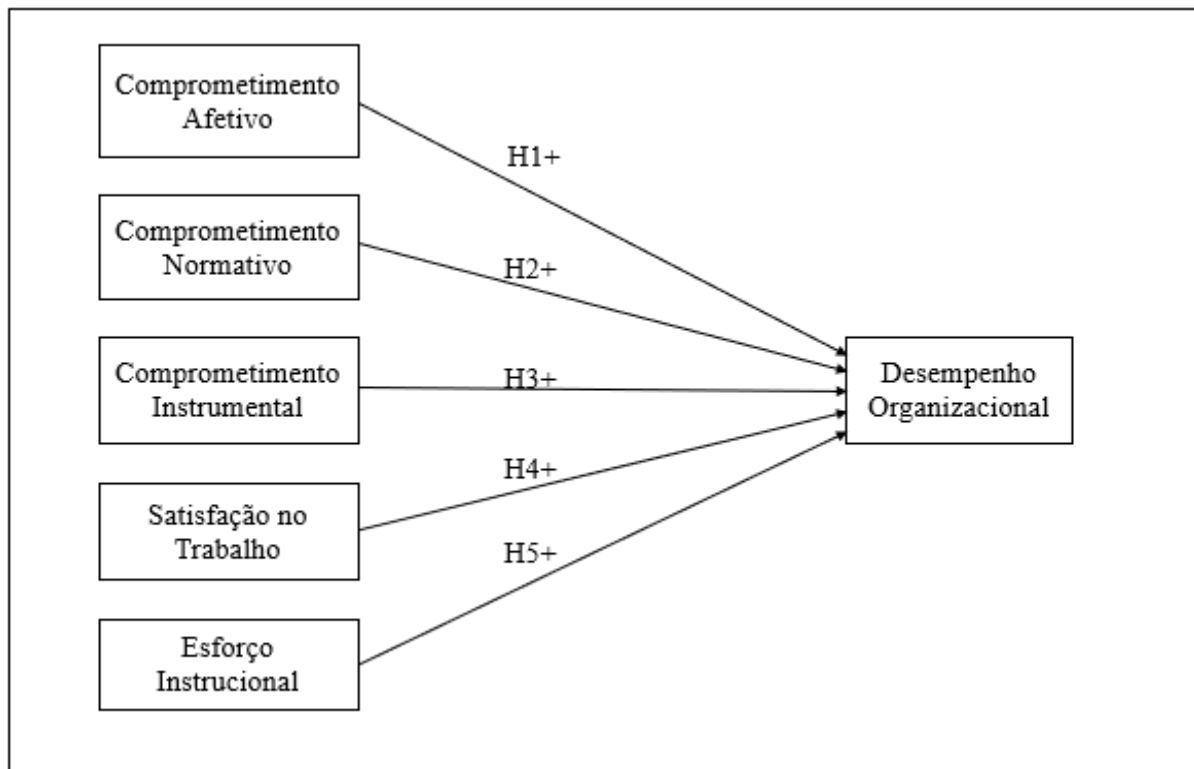 Comprometimento
Afetivo
H1+
Comprometimento
Normativo
H2+
Comprometimento
Instrumental
H3+
Desempenho
Organizacional
H4+
Satisfação no
Trabalho
H5+
Esforço
Instrucional